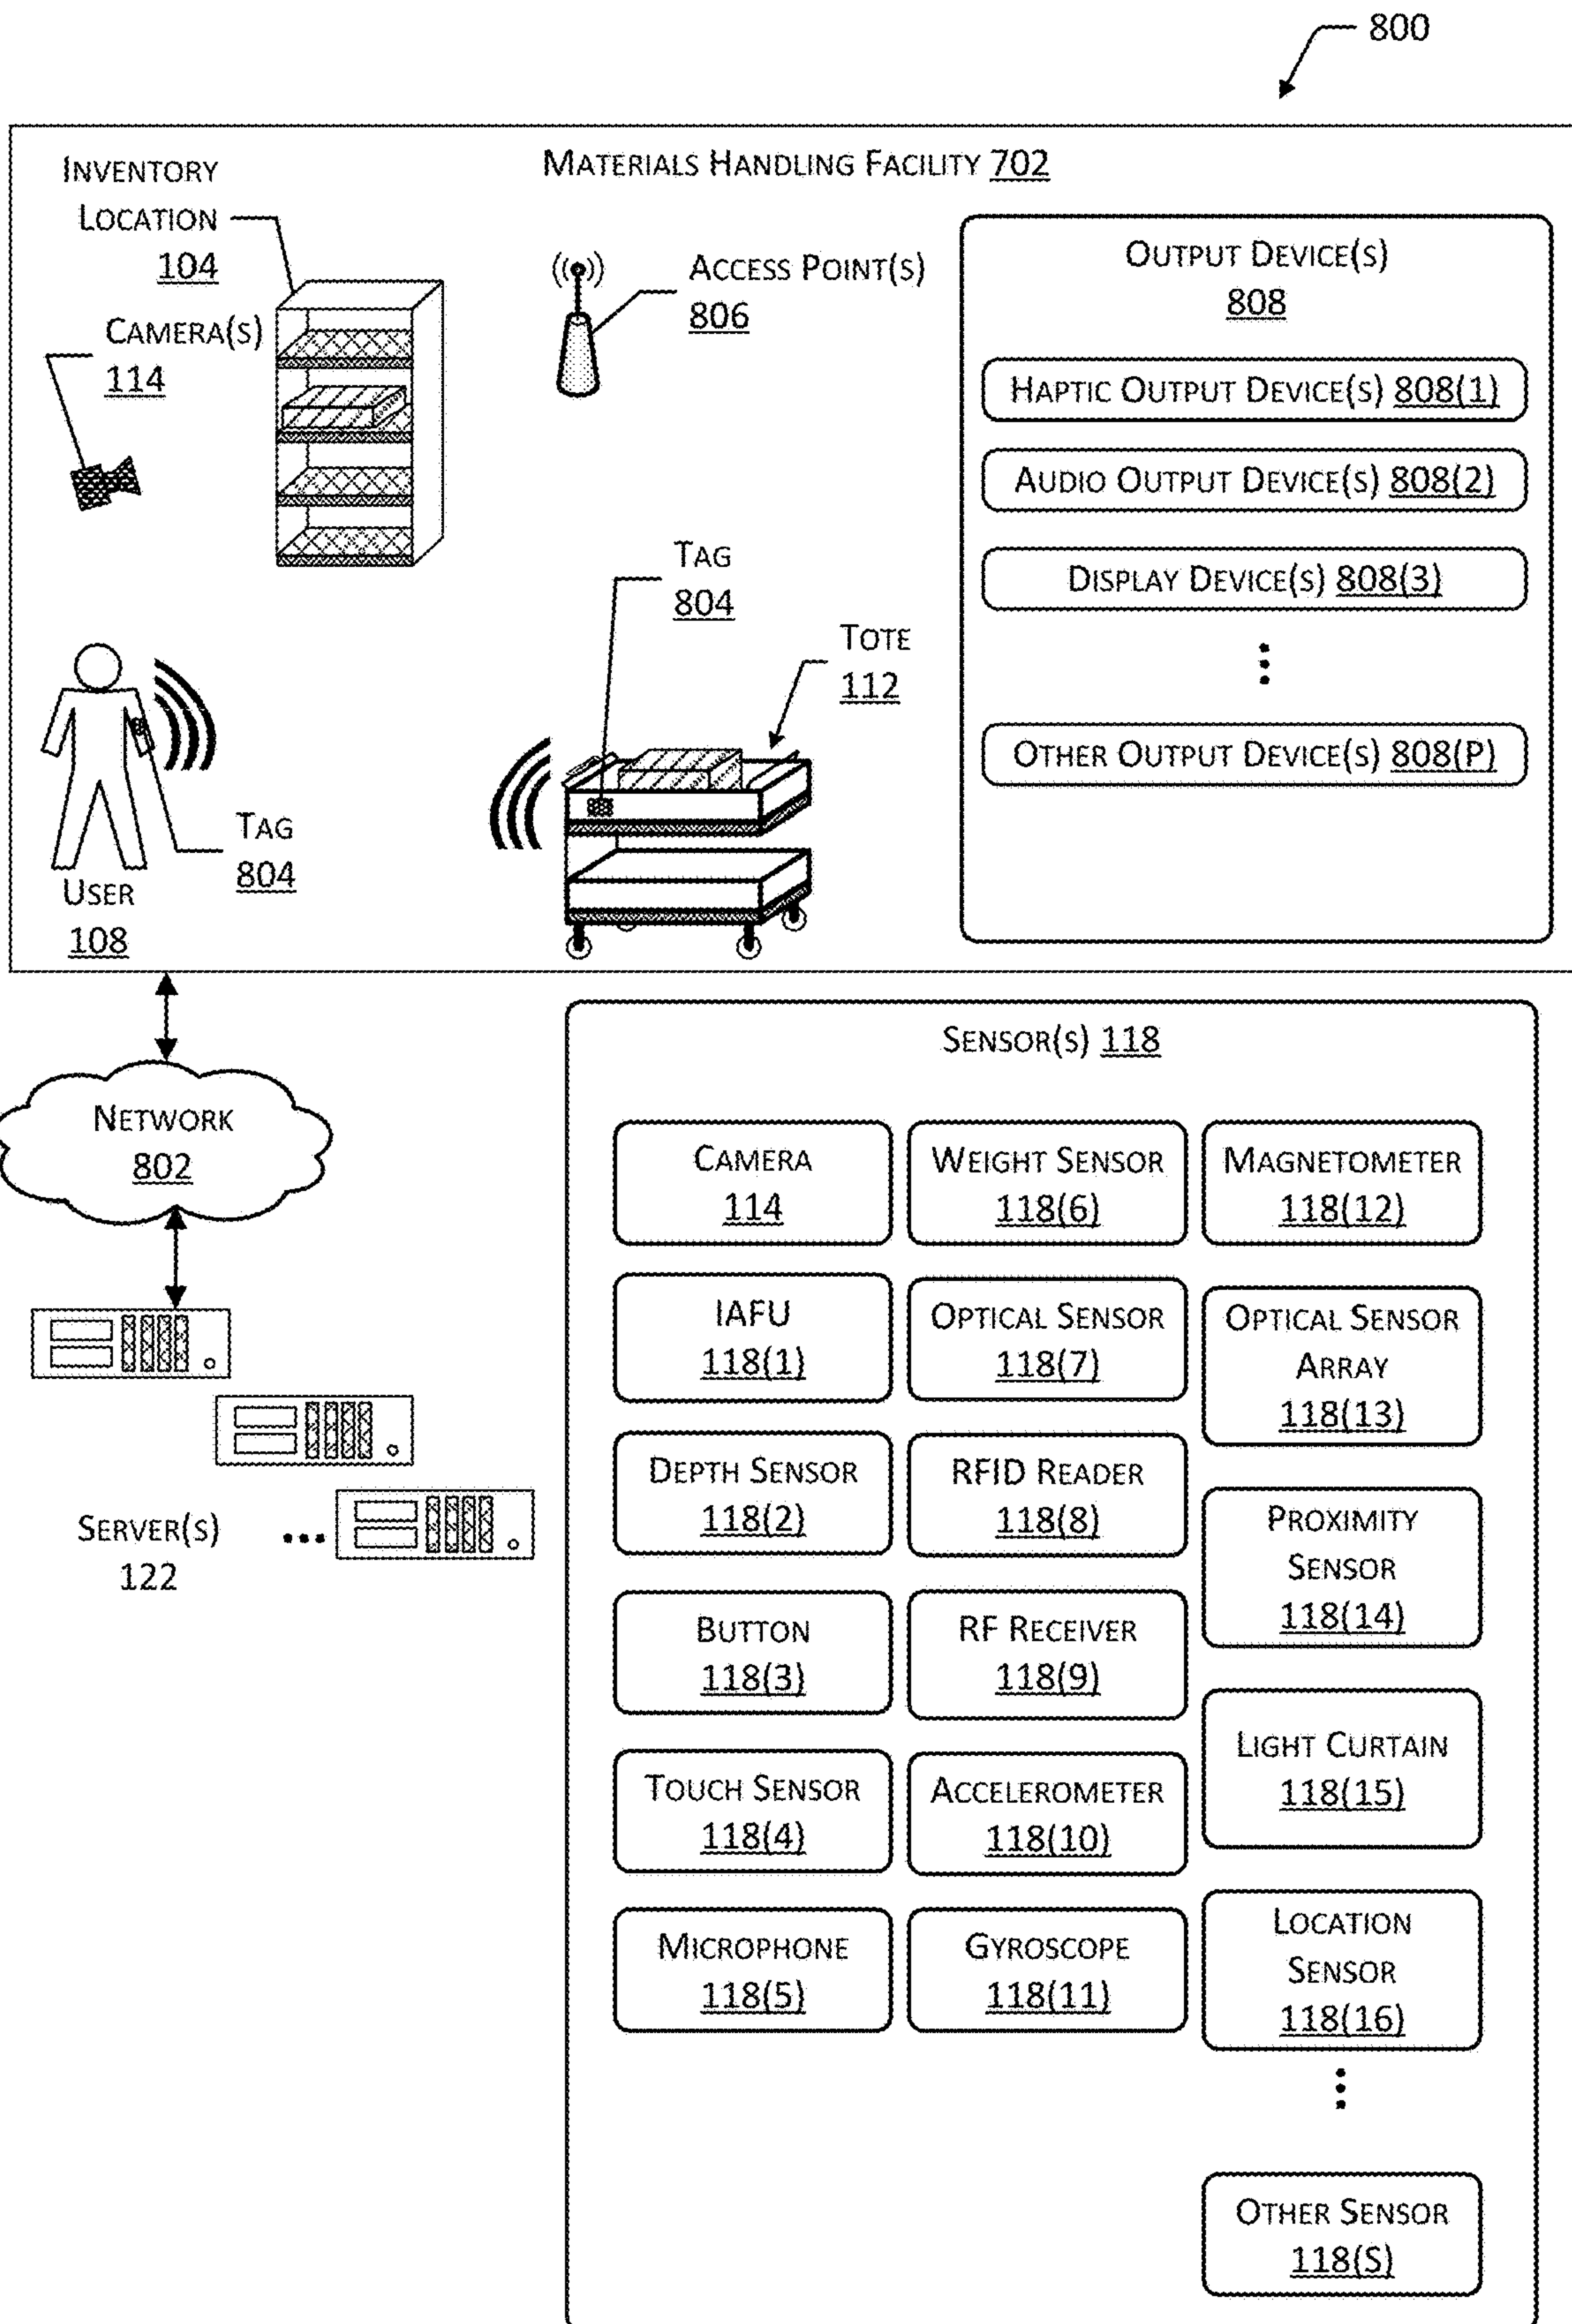 800
MATERIALS HANDLING FACILITY 702
INVENTORY
LOCATION
104
CAMERA(S)
114
ACCESS POINT(S)
806
OUTPUT DEVICE(S)
808
HAPTIC OUTPUT DEVICE(S) 808(1)
AUDIO OUTPUT DEVICE(S) 808(2)
DISPLAY DEVICE(S) 808(3)
OTHER OUTPUT DEVICE(S) 808(P)
TAG
804
TOTE
112
TAG
804
USER
108
NETWORK
802
SERVER(S)
122
SENSOR(S) 118
CAMERA
114
IAFU
118(1)
DEPTH SENSOR
118(2)
BUTTON
118(3)
TOUCH SENSOR
118(4)
MICROPHONE
118(5)
WEIGHT SENSOR
118(6)
OPTICAL SENSOR
118(7)
RFID READER
118(8)
RF RECEIVER
118(9)
ACCELEROMETER
118(10)
GYROSCOPE
118(11)
MAGNETOMETER
118(12)
OPTICAL SENSOR
ARRAY
118(13)
PROXIMITY
SENSOR
118(14)
LIGHT CURTAIN
118(15)
LOCATION
SENSOR
118(16)
OTHER SENSOR
118(S)